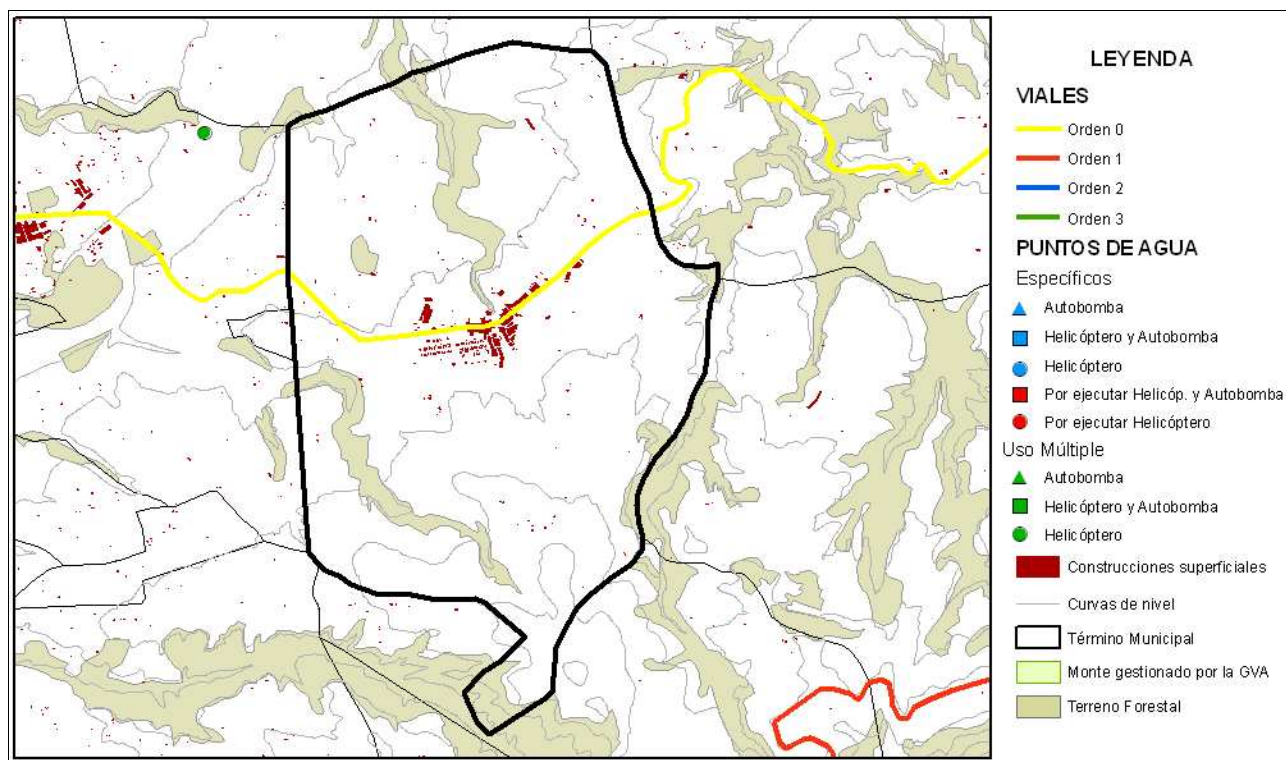 LEYENDA
VIALES
Orden 0
Orden 1
Orden 2
Orden 3
PUNTOS DE AGUA
Específicos
Autobomba
Helicóptero y Autobomba
Helicóptero
Por ejecutar Helicóp. y Autobomba
Por ejecutar Helicóptero
Uso Múltiple
Autobomba
Helicóptero y Autobomba
Helicóptero
Construcciones superficiales
Curvas de nivel
Término Municipal
Monte gestionado por la GVA
Terreno Forestal